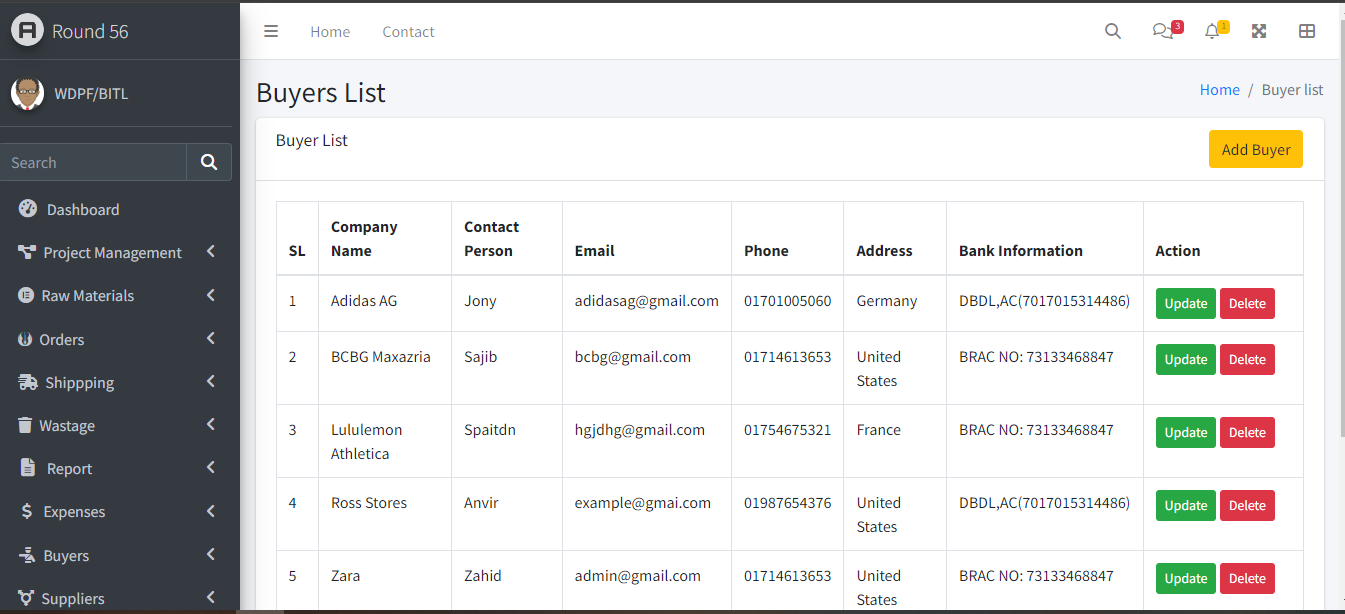 Round 56
Home Contact
3 1
WDPF/BITL
Buyers List
Home / Buyer list
Buyer List
Add Buyer
Search
Dashboard
Project Management
Raw Materials
Orders
Shippping
Wastage
Report
Expenses
Buyers
Suppliers
SL Company Name Contact Person Email Phone Address Bank Information Action
1 Adidas AG Jony adidasag@gmail.com 01701005060 Germany DBDL,AC(7017015314486) Update Delete
2 BCBG Maxazria Sajib bcbg@gmail.com 01714613653 United States BRAC NO: 73133468847 Update Delete
3 Lululemon Athletica Spaitdn hgjdhg@gmail.com 01754675321 France BRAC NO: 73133468847 Update Delete
4 Ross Stores Anvir example@gmai.com 01987654376 United States DBDL,AC(7017015314486) Update Delete
5 Zara Zahid admin@gmail.com 01714613653 United States BRAC NO: 73133468847 Update Delete